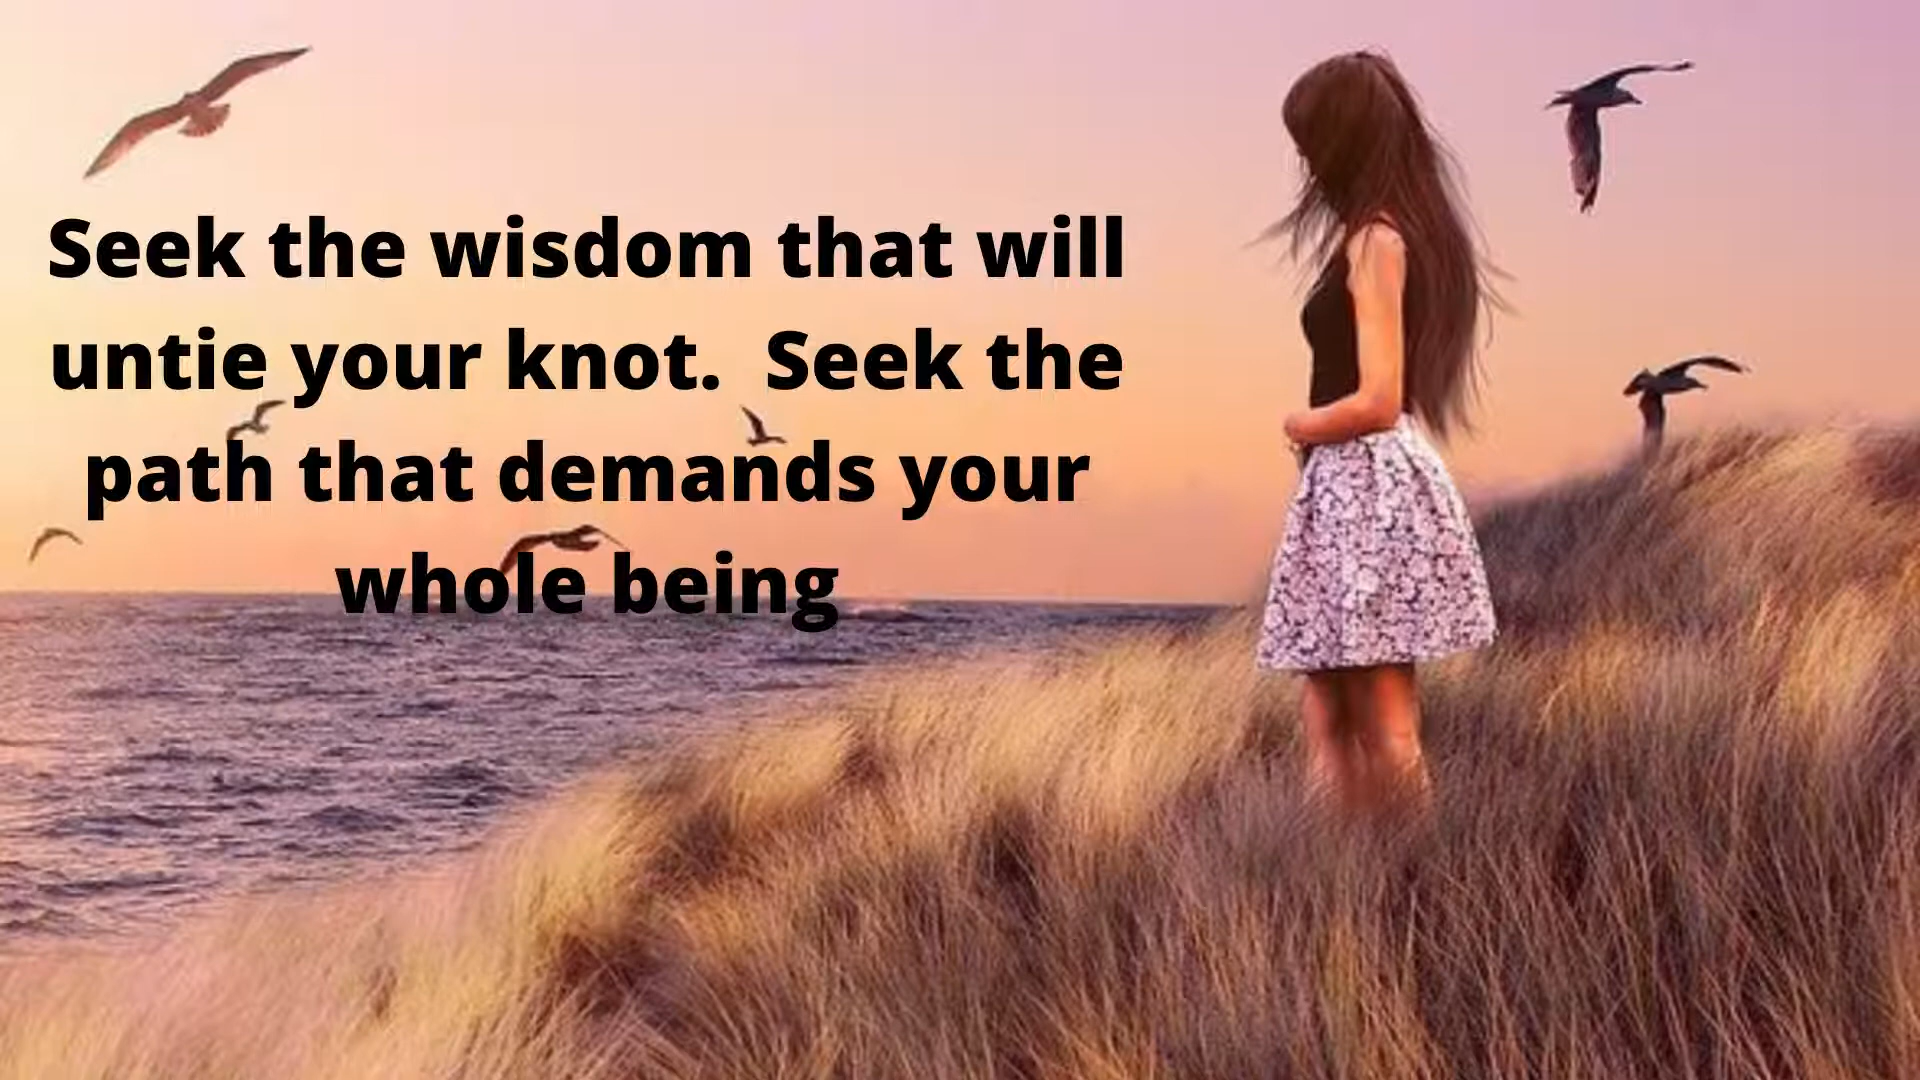 Seek the wisdom that will
untie your knot.  Seek the
path that demands your
whole being